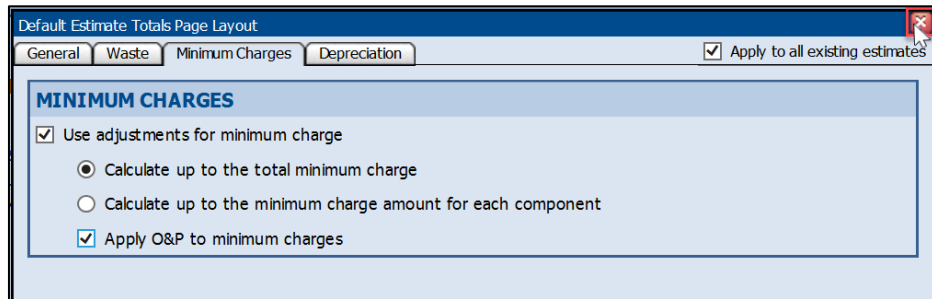 Default Estimate Totals Page Layout
General Waste Minimum Charges Depreciation Apply to all existing estimates
MINIMUM CHARGES
Use adjustments for minimum charge
Calculate up to the total minimum charge
Calculate up to the minimum charge amount for each component
Apply O&P to minimum charges